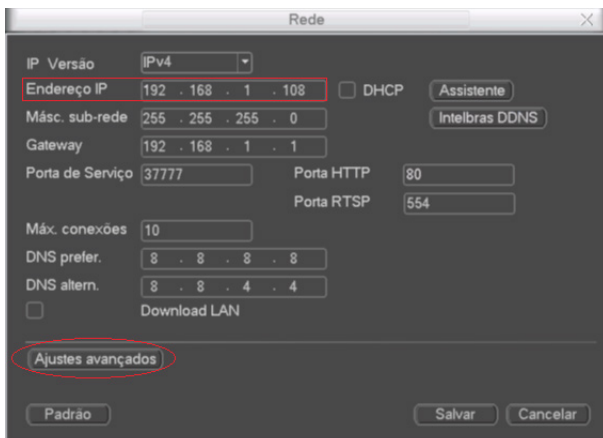 Rede
IP Versão IPv4
Endereço IP 192 . 168 . 1 . 108 DHCP Assistente
Másc. sub-rede 255 . 255 . 255 . 0 Intelbras DDNS
Gateway 192 . 168 . 1 . 1
Porta de Serviço 37777 Porta HTTP 80
Porta RTSP 554
Máx. conexões 10
DNS prefer. 8 . 8 . 8 . 8
DNS altern. 8 . 8 . 4 . 4
Download LAN
Ajustes avançados
Padrão Salvar Cancelar